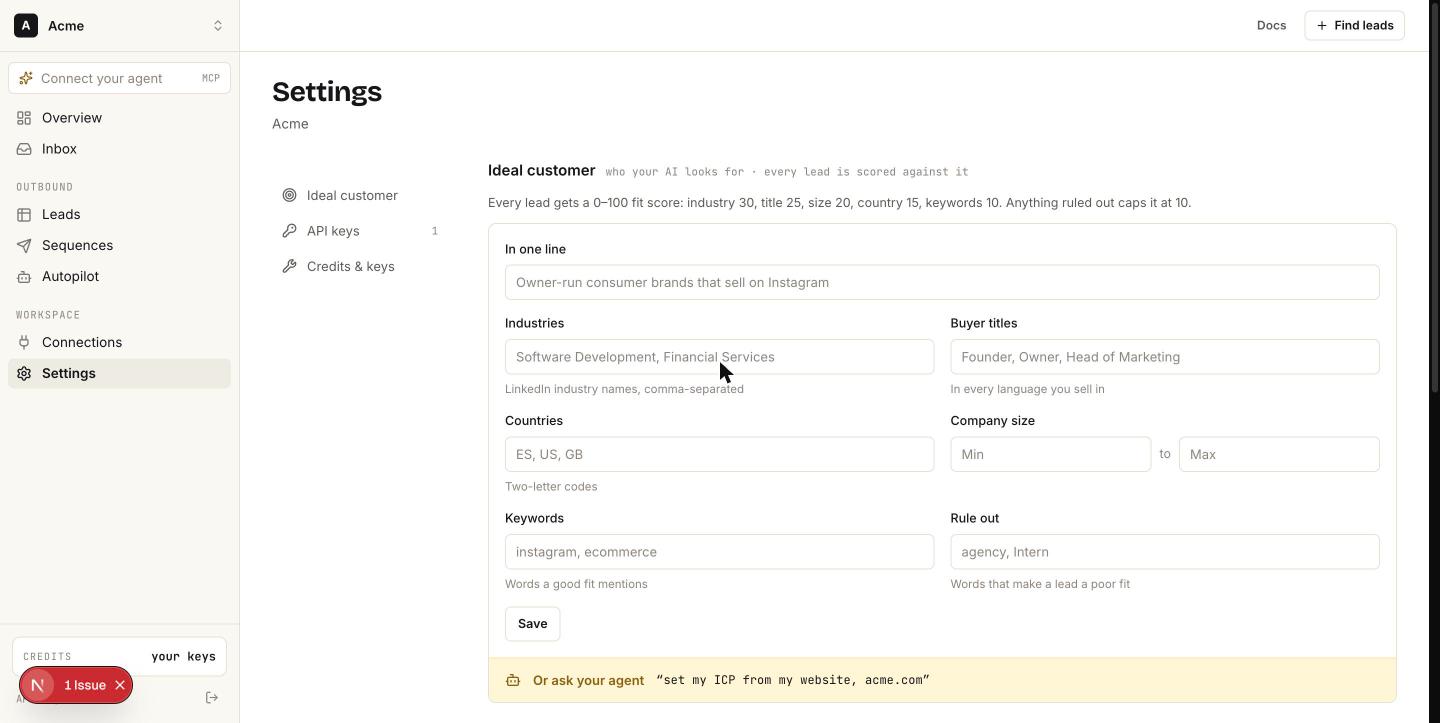 A Acme
Docs
Find leads
Connect your agent MCP
Overview
Inbox
OUTBOUND
Leads
Sequences
Autopilot
WORKSPACE
Connections
Settings
CREDITS your keys
N 1 Issue
Settings
Acme
Ideal customer
API keys 1
Credits & keys
Ideal customer who your AI looks for · every lead is scored against it
Every lead gets a 0–100 fit score: industry 30, title 25, size 20, country 15, keywords 10. Anything ruled out caps it at 10.
In one line
Owner-run consumer brands that sell on Instagram
Industries
Software Development, Financial Services
LinkedIn industry names, comma-separated
Buyer titles
Founder, Owner, Head of Marketing
In every language you sell in
Countries
ES, US, GB
Two-letter codes
Company size
Min to Max
Keywords
instagram, ecommerce
Words a good fit mentions
Rule out
agency, Intern
Words that make a lead a poor fit
Save
Or ask your agent “set my ICP from my website, acme.com”